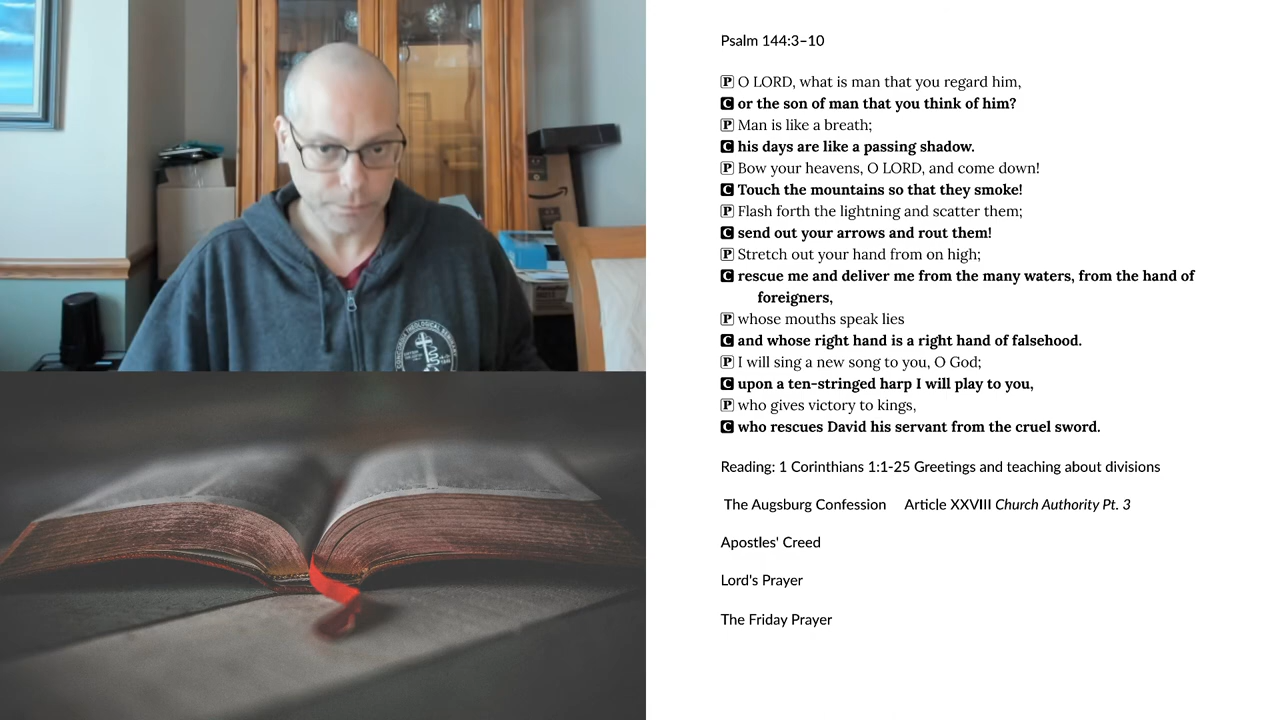 Psalm 144:3–10
P O LORD, what is man that you regard him,
C or the son of man that you think of him?
P Man is like a breath;
C his days are like a passing shadow.
P Bow your heavens, O LORD, and come down!
C Touch the mountains so that they smoke!
P Flash forth the lightning and scatter them;
C send out your arrows and rout them!
P Stretch out your hand from on high;
C rescue me and deliver me from the many waters, from the hand of
foreigners,
P whose mouths speak lies
C and whose right hand is a right hand of falsehood.
P I will sing a new song to you, O God;
C upon a ten-stringed harp I will play to you,
P who gives victory to kings,
C who rescues David his servant from the cruel sword.
Reading: 1 Corinthians 1:1-25 Greetings and teaching about divisions
The Augsburg Confession Article XXVIII Church Authority Pt. 3
Apostles' Creed
Lord's Prayer
The Friday Prayer
CONCORDIA THEOLOGICAL SEMINARY